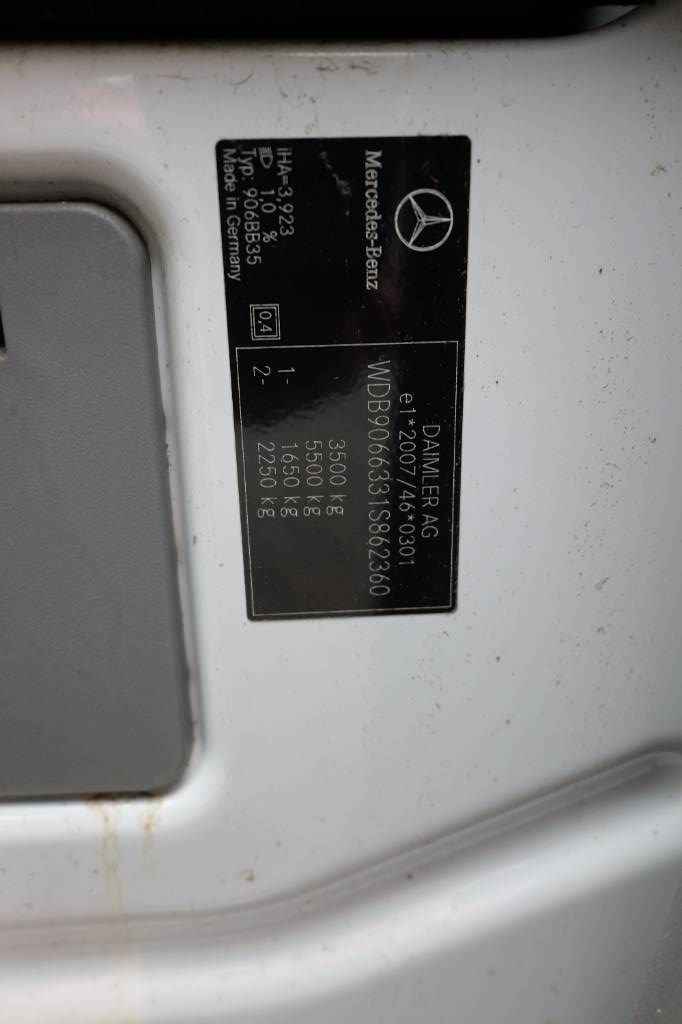 Mercedes-Benz
iHA=3,923
1,0 %
Typ: 906BB35
Made in Germany
0,4
DAIMLER AG
e1*2007/46*0301
WDB9066331S862360
3500 kg
5500 kg
1- 1650 kg
2- 2250 kg